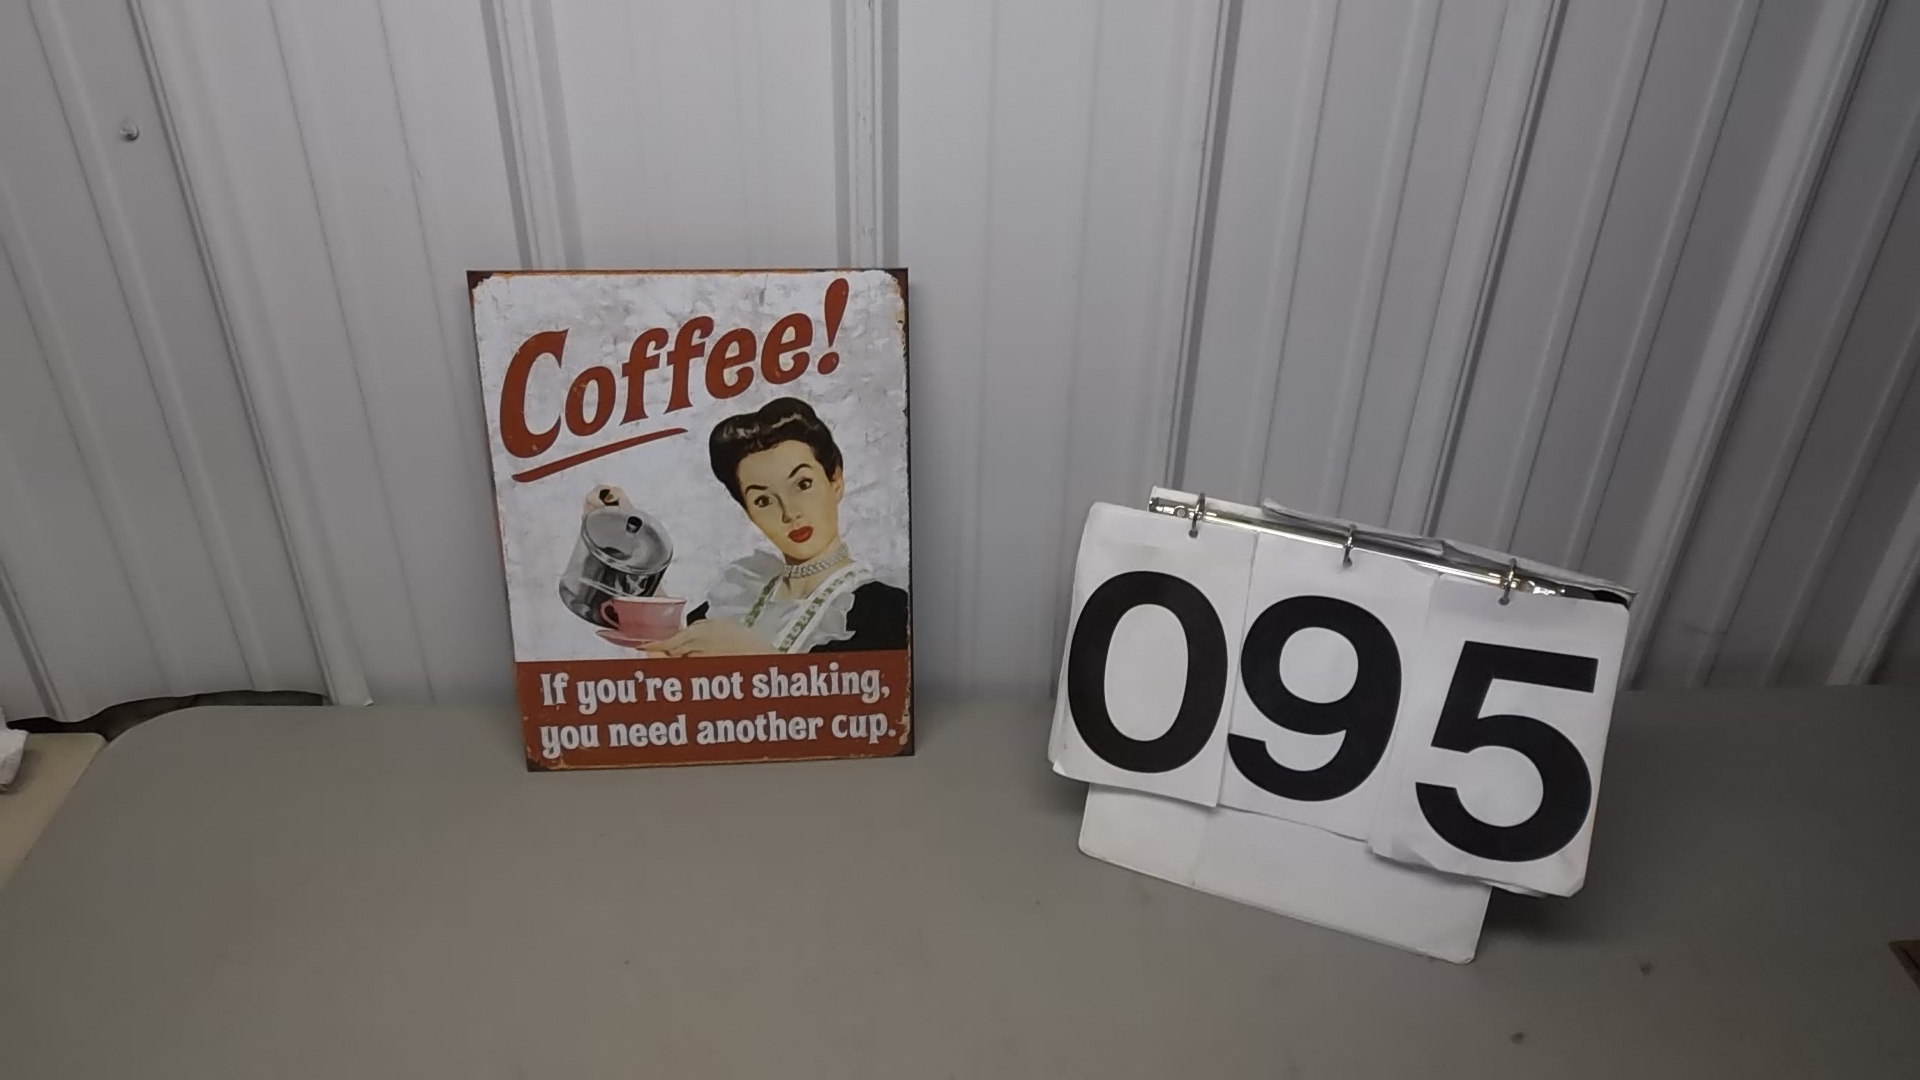 Coffee!
If you're not shaking,
you need another cup.
095